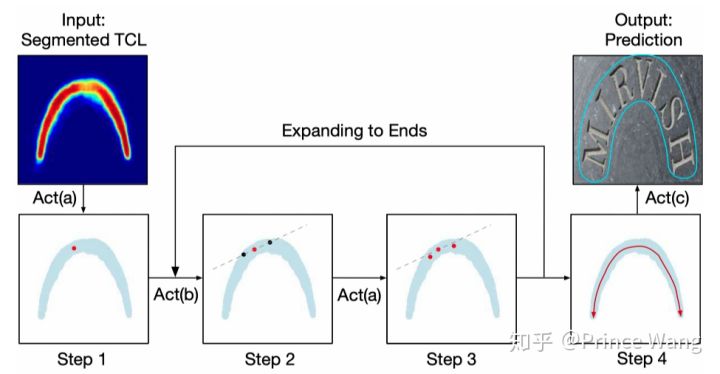 Input:
Segmented TCL
Output:
Prediction
MIRVISH
Expanding to Ends
Act(a)
Act(c)
Act(b)
Act(a)
Step 1
Step 2
Step 3
Step 4
知乎 @Prince Wang